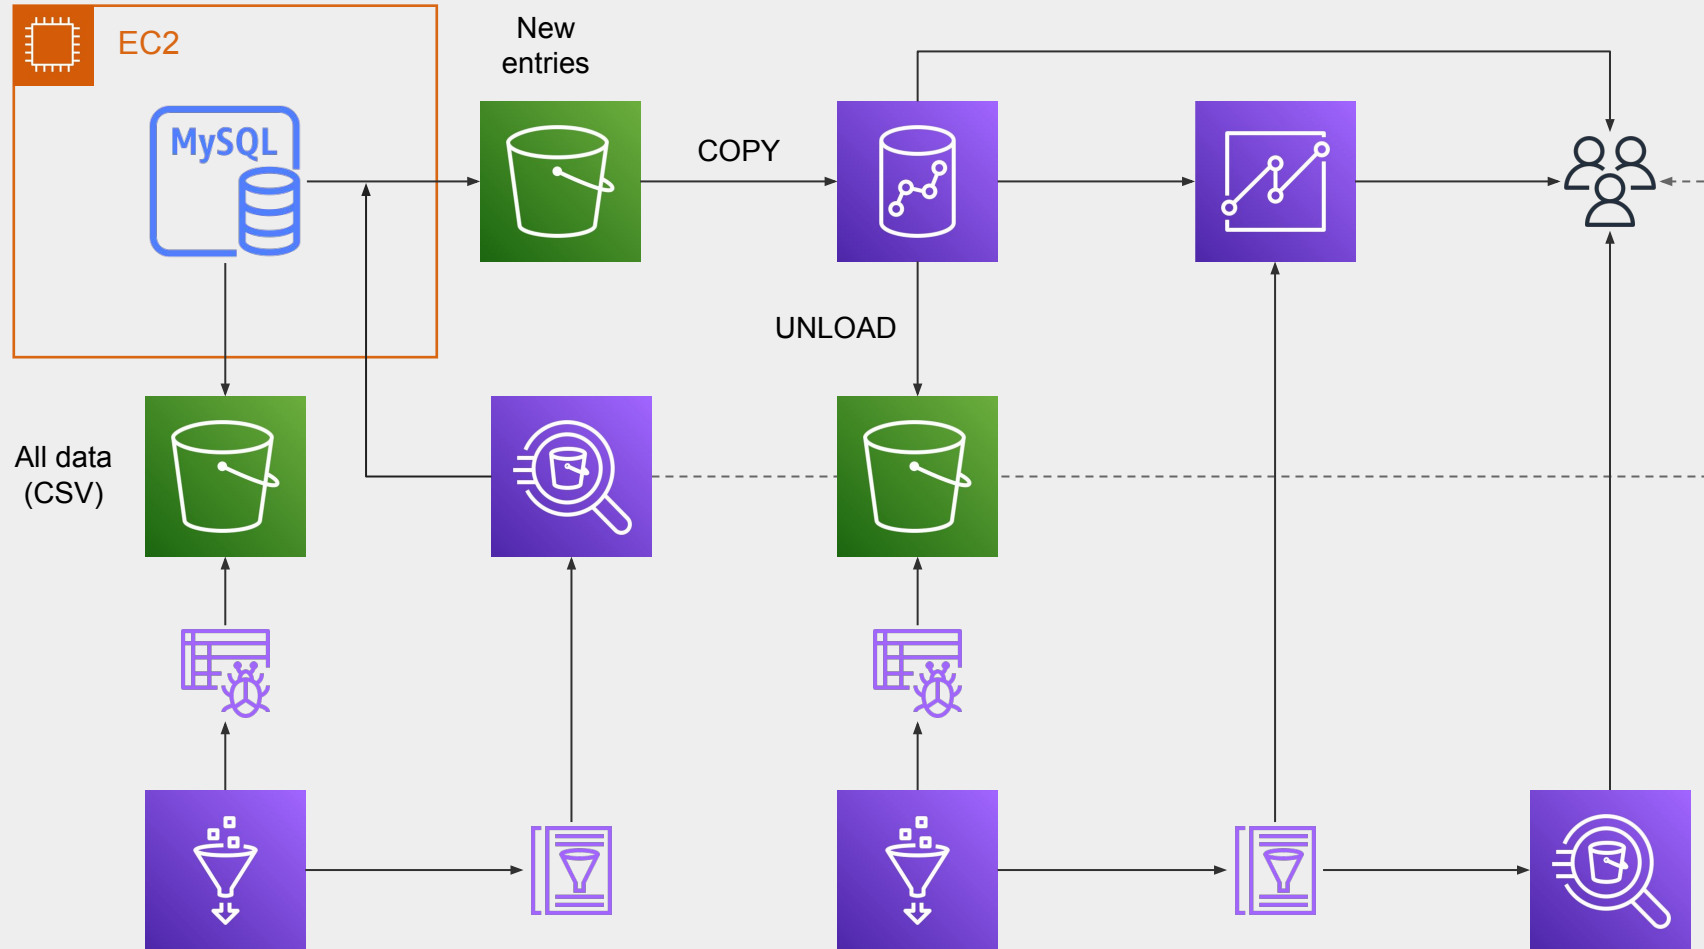 EC2
New
entries
MySQL
COPY
UNLOAD
All data
(CSV)